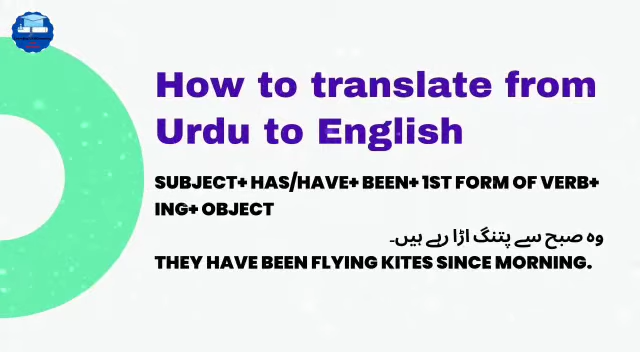 How to translate from
Urdu to English
SUBJECT+ HAS/HAVE+ BEEN+ 1ST FORM OF VERB+
ING+ OBJECT
وہ صبح سے پتنگ اڑا رہے ہیں۔
THEY HAVE BEEN FLYING KITES SINCE MORNING.